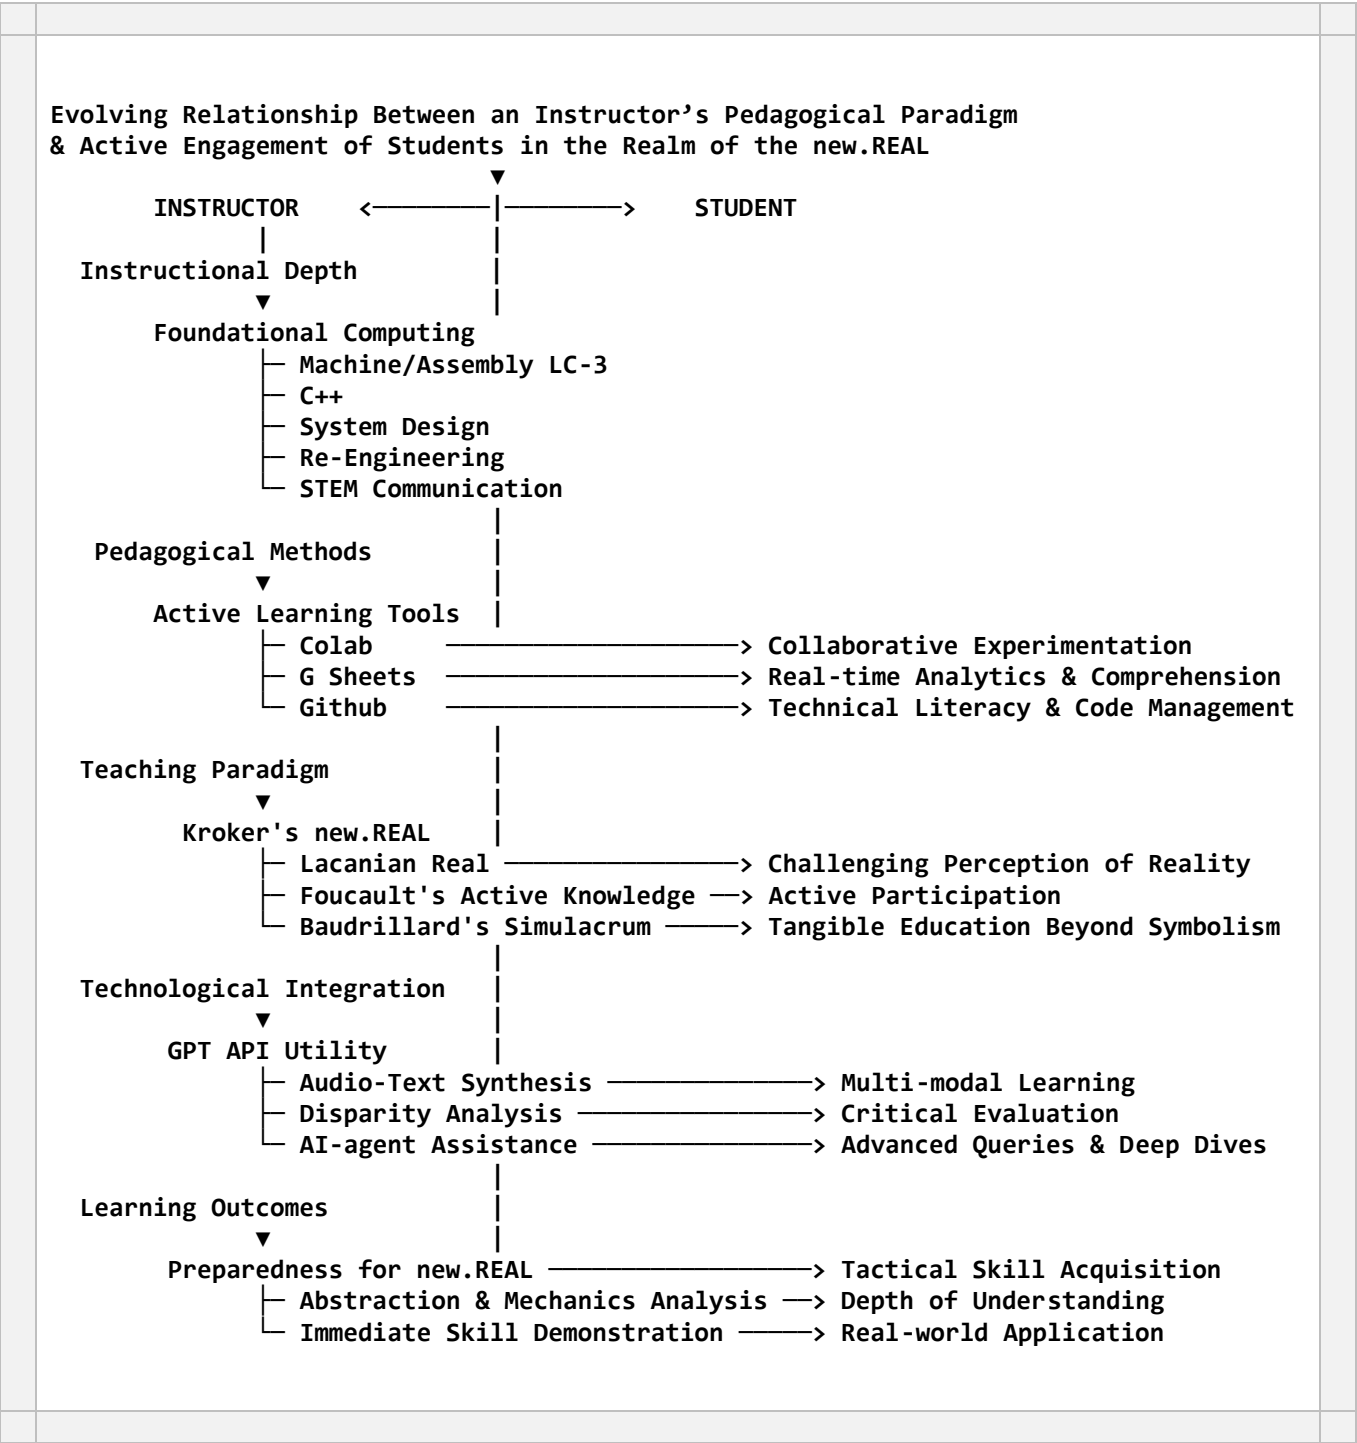 Evolving Relationship Between an Instructor’s Pedagogical Paradigm
& Active Engagement of Students in the Realm of the new.REAL
▼
INSTRUCTOR <────────|────────> STUDENT
Instructional Depth
▼
Foundational Computing
├─ Machine/Assembly LC-3
├─ C++
├─ System Design
├─ Re-Engineering
└─ STEM Communication
Pedagogical Methods
▼
Active Learning Tools
├─ Colab ────────────────────> Collaborative Experimentation
├─ G Sheets ────────────────────> Real-time Analytics & Comprehension
└─ Github ────────────────────> Technical Literacy & Code Management
Teaching Paradigm
▼
Kroker's new.REAL
├─ Lacanian Real ────────────────> Challenging Perception of Reality
├─ Foucault's Active Knowledge ──> Active Participation
└─ Baudrillard's Simulacrum ─────> Tangible Education Beyond Symbolism
Technological Integration
▼
GPT API Utility
├─ Audio-Text Synthesis ──────────────> Multi-modal Learning
├─ Disparity Analysis ────────────────> Critical Evaluation
└─ AI-agent Assistance ───────────────> Advanced Queries & Deep Dives
Learning Outcomes
▼
Preparedness for new.REAL ──────────────────> Tactical Skill Acquisition
├─ Abstraction & Mechanics Analysis ──> Depth of Understanding
└─ Immediate Skill Demonstration ─────> Real-world Application